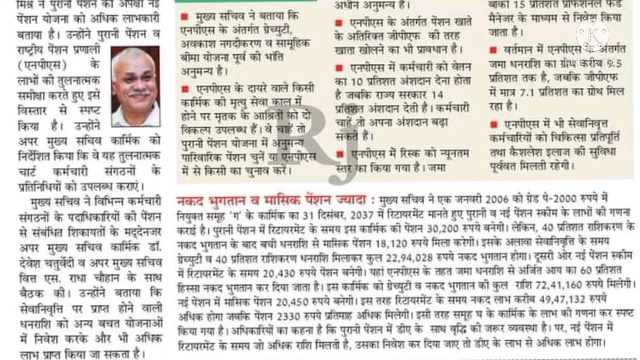 मिश्र ने पुरानी पेंशन की अपेक्षा नई
पेंशन योजना को अधिक लाभकारी
बताया है। उन्होंने पुरानी पेंशन व
राष्ट्रीय पेंशन प्रणाली
(एनपीएस) के
लाभों की तुलनात्मक
समीक्षा करते हुए इसे
विस्तार से स्पष्ट
किया है। उन्होंने
अपर मुख्य सचिव कार्मिक को
निर्देशित किया कि वे यह तुलनात्मक
चार्ट कर्मचारी संगठनों के
प्रतिनिधियों को उपलब्ध कराएं।
मुख्य सचिव ने विभिन्न कर्मचारी
संगठनों के पदाधिकारियों की पेंशन
से संबंधित शिकायतों के मद्देनजर
अपर मुख्य सचिव कार्मिक डॉ.
देवेश चतुर्वेदी व अपर मुख्य सचिव
वित्त एस. राधा चौहान के साथ
बैठक की। उन्होंने बताया कि
सेवानिवृत्ति पर प्राप्त होने वाली
धनराशि को अन्य बचत योजनाओं
में निवेश करके और भी अधिक
लाभ प्राप्त किया जा सकता है।
■ मुख्य सचिव ने बताया कि
एनपीएस के अंतर्गत ग्रेच्युटी,
अवकाश नगदीकरण व सामूहिक
बीमा योजना पूर्व की भांति
अनुमन्य है।
■ एनपीएस के दायरे वाले किसी
कार्मिक की मृत्यु सेवा काल में
होने पर मृतक के आश्रितों को दो
विकल्प उपलब्ध हैं। वे चाहे तो
पुरानी पेंशन योजना में अनुमन्य
पारिवारिक पेंशन चुनें या एनपीएस
में से किसी का चुनाव करें।
अधीन अनुमन्य है।
■ एनपीएस के अंतर्गत पेंशन खाते
के अतिरिक्त जीपीएफ की तरह
खाता खोलने का भी प्रावधान है।
■ एनपीएस में कर्मचारी को वेतन
का 10 प्रतिशत अंशदान देना होता
है जबकि राज्य सरकार 14
प्रतिशत अंशदान देती है। कर्मचारी
चाहें तो अपना अंशदान बढ़ा
सकते हैं।
■ एनपीएस में रिस्क को न्यूनतम
स्तर का किया गया है। जमा
बाकी 15 प्रतिशत प्रोफेशनल फंड
मैनेजर के माध्यम से निवेश किया
जाता है।
■ वर्तमान में एनपीएस के अंतर्गत
जमा धनराशि का ग्रोथ करीब 9.5
प्रतिशत तक है, जबकि जीपीएफ
में मात्र 7.1 प्रतिशत का ग्रोथ मिल
रहा है।
■ एनपीएस में भी सेवानिवृत्त
कर्मचारियों को चिकित्सा प्रतिपूर्ति
तथा कैशलेश इलाज की सुविधा
पूर्ववत मिलती रहेगी।
नकद भुगतान व मासिक पेंशन ज्यादा : मुख्य सचिव ने एक जनवरी 2006 को ग्रेड पे-2000 रुपये में
नियुक्त समूह 'ग' के कार्मिक का 31 दिसंबर, 2037 में रिटायरमेंट मानते हुए पुरानी व नई पेंशन स्कीम के लाभों की गणना
कराई है। पुरानी पेंशन में रिटायरमेंट के समय इस कार्मिक की पेंशन 30,200 रुपये बनेगी। लेकिन, 40 प्रतिशत राशिकरण के
नकद भुगतान के बाद बची धनराशि से मासिक पेंशन 18,120 रुपये मिला करेगी। इसके अलावा सेवानिवृत्ति के समय
ग्रेच्युटी व 40 प्रतिशत राशिकरण धनराशि मिलाकर कुल 22,94,028 रुपये नकद भुगतान होगा। दूसरी ओर नई पेंशन स्कीम
में रिटायरमेंट के समय 20,430 रुपये पेंशन बनेगी। यहां एनपीएस के तहत जमा धनराशि से अर्जित आय का 60 प्रतिशत
हिस्सा नकद भुगतान कर दिया जाता है। इस कार्मिक को ग्रेच्युटी व नकद भुगतान की कुल राशि 72,41,160 रुपये मिलेगी।
नई पेंशन में मासिक पेंशन 20,450 रुपये बनेगी। इस तरह रिटायरमेंट के समय नकद लाभ करीब 49,47,132 रुपये
अधिक होगा जबकि पेंशन 2330 रुपये प्रतिमाह अधिक मिलेगी। इसी तरह समूह घ के कार्मिक के लाभ की गणना कर स्पष्ट
किया गया है। अधिकारियों का कहना है कि पुरानी पेंशन में डीए के साथ वृद्धि की जरूर व्यवस्था है। पर, नई पेंशन में
रिटायरमेंट के समय जो अधिक राशि मिलती है, उसका निवेश कर दिया जाए तो डीए के लाभ से अधिक लाभ होगा।